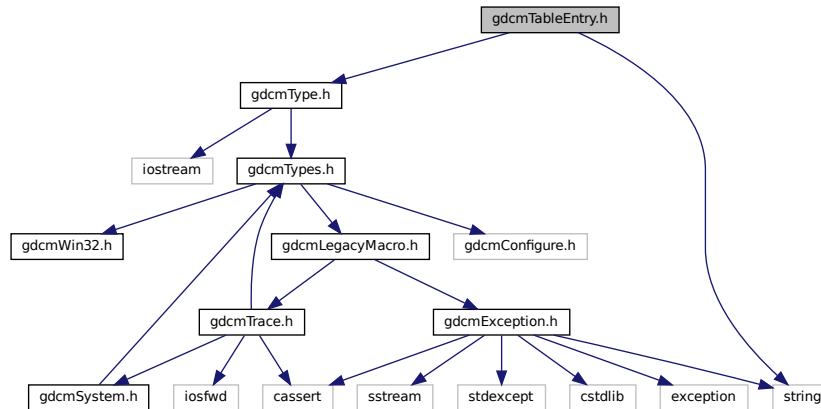 gdcmTableEntry.h
gdcmType.h
iostream
gdcmTypes.h
gdcmWin32.h
gdcmLegacyMacro.h
gdcmConfigure.h
gdcmTrace.h
gdcmException.h
gdcmSystem.h
iosfwd
cassert
sstream
stdexcept
cstdlib
exception
string